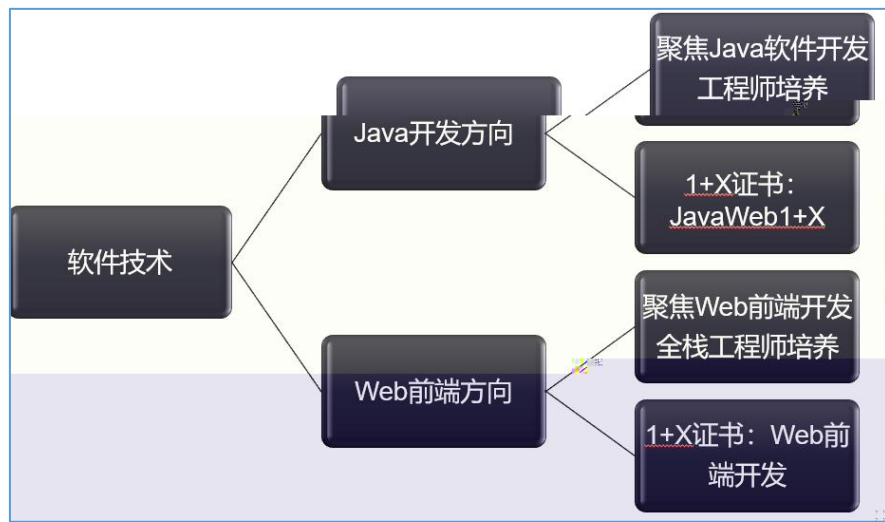 软件技术
Java开发方向
聚焦Java软件开发
工程师培养
1+X证书：
JavaWeb1+X
Web前端方向
聚焦Web前端开发
全栈工程师培养
1+X证书：Web前
端开发